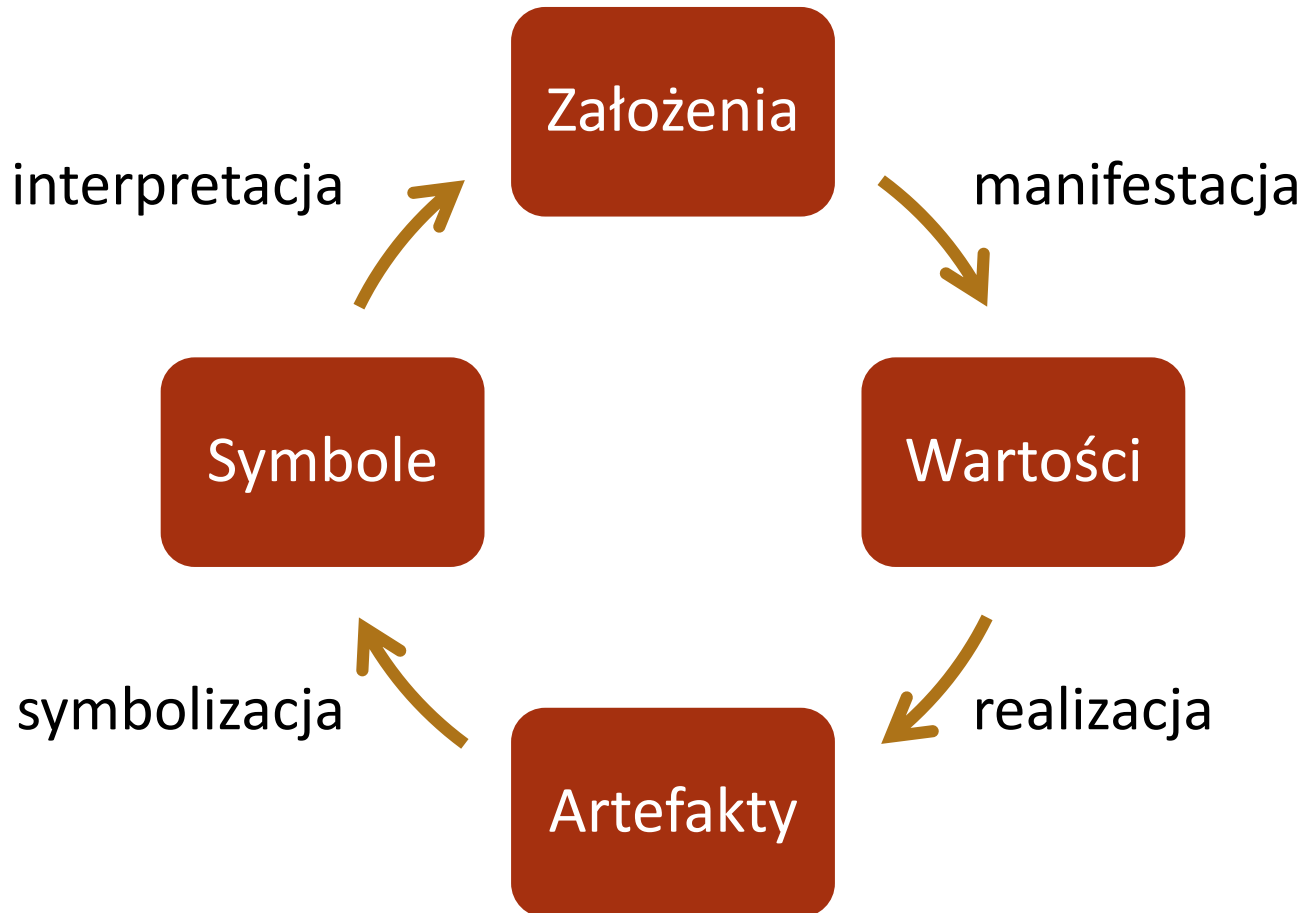 Założenia
interpretacja
manifestacja
Symbole
Wartości
symbolizacja
realizacja
Artefakty